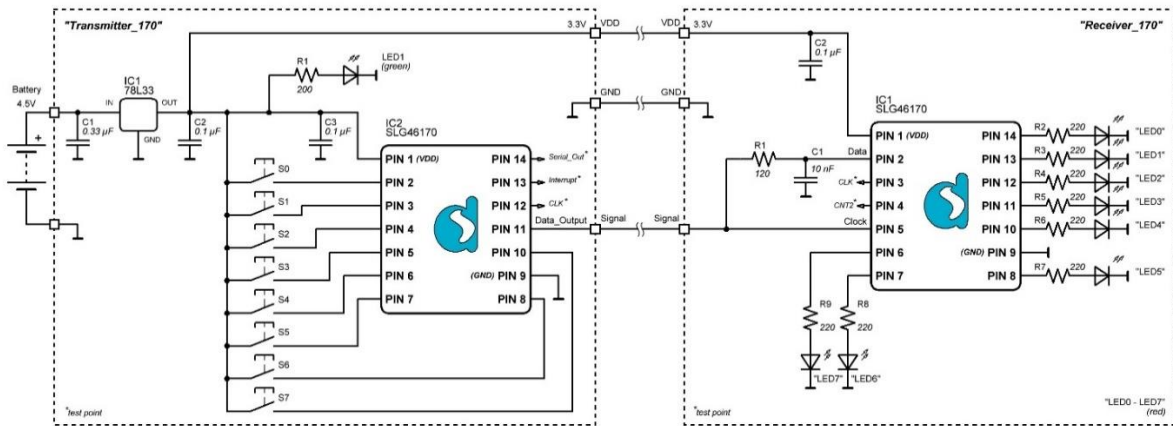 "Transmitter_170"
3.3V
VDD
VDD
3.3V
"Receiver_170"
Battery
4.5V
IN
IC1
78L33
OUT
GND
C1
0.33 µF
C2
0.1 µF
R1
200
LED1
(green)
C3
0.1 µF
IC2
SLG46170
PIN 1 (VDD)
PIN 2
PIN 3
PIN 4
PIN 5
PIN 6
PIN 7
PIN 14
PIN 13
PIN 12
PIN 11
PIN 10
(GND) PIN 9
PIN 8
Serial_Out*
Interrupt*
CLK*
Data_Output
S0
S1
S2
S3
S4
S5
S6
S7
*test point
GND
GND
Signal
Signal
C2
0.1 µF
R1
120
C1
10 nF
Data
CLK*
CNT2*
Clock
IC1
SLG46170
PIN 1 (VDD)
PIN 2
PIN 3
PIN 4
PIN 5
PIN 6
PIN 7
PIN 14
PIN 13
PIN 12
PIN 11
PIN 10
(GND) PIN 9
PIN 8
R2 220 "LED0"
R3 220 "LED1"
R4 220 "LED2"
R5 220 "LED3"
R6 220 "LED4"
R7 220 "LED5"
R9
220
R8
220
"LED7"
"LED6"
*test point
"LED0 - LED7"
(red)